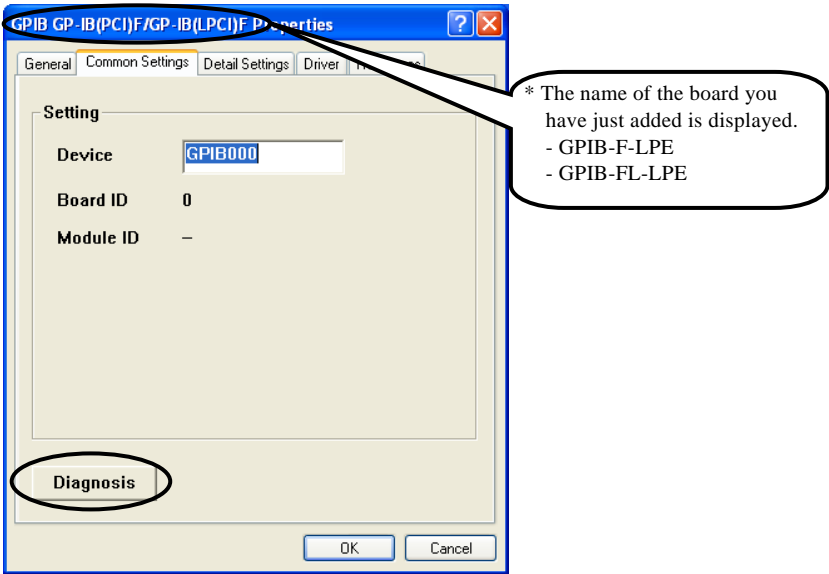 GPIB GP-IB(PCI)F/GP-IB(LPCI)F Properties
General Common Settings Detail Settings Driver
Setting
Device GPIB000
Board ID 0
Module ID –
Diagnosis
OK Cancel
* The name of the board you
have just added is displayed.
- GPIB-F-LPE
- GPIB-FL-LPE